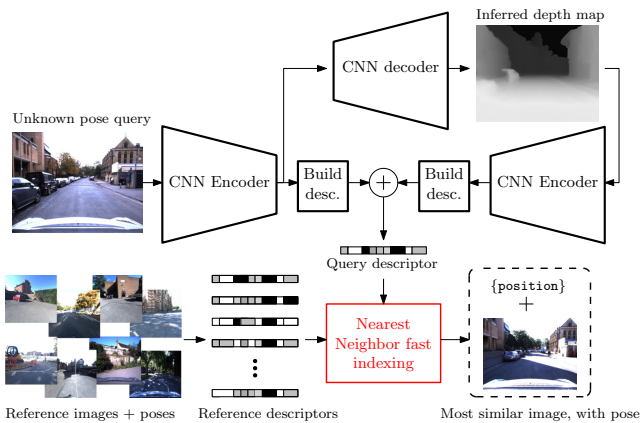 Inferred depth map
CNN decoder
Unknown pose query
CNN Encoder
Build
desc.
+
Build
desc.
CNN Encoder
Query descriptor
{position}
+
Nearest
Neighbor fast
indexing
Reference images + poses
Reference descriptors
Most similar image, with pose